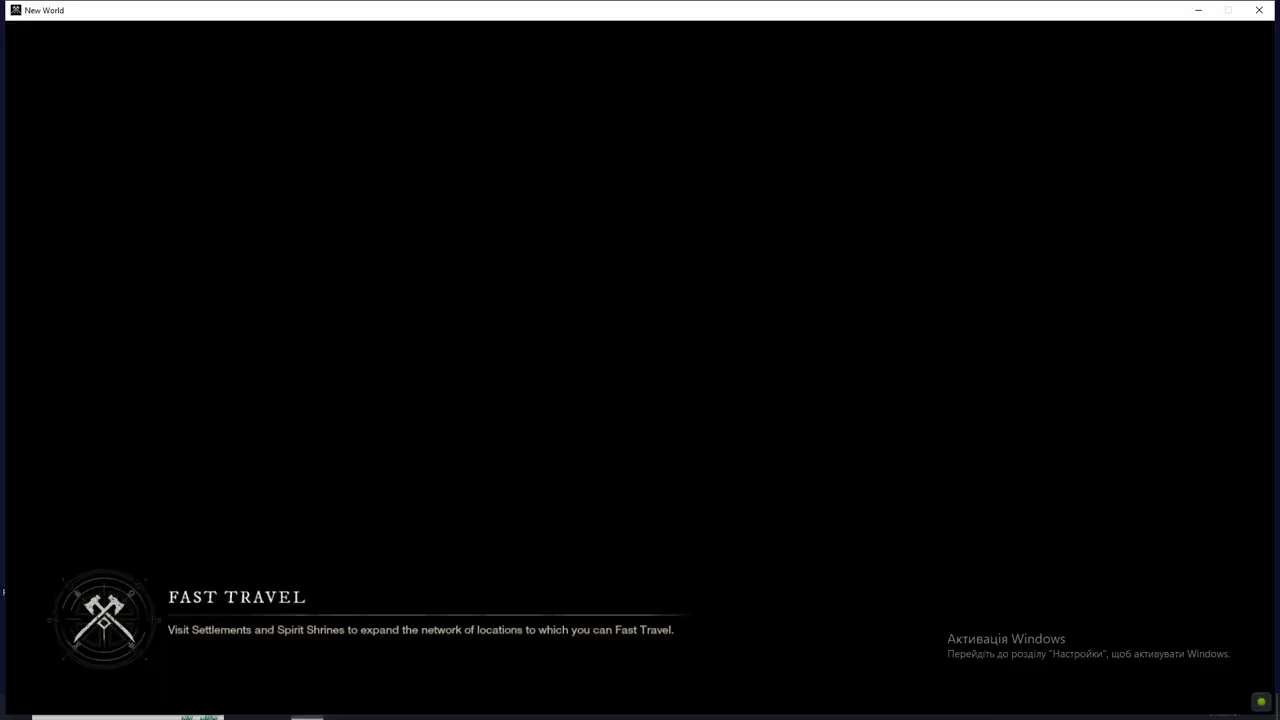 New World
FAST TRAVEL
Visit Settlements and Spirit Shrines to expand the network of locations to which you can Fast Travel.
Активація Windows
Перейдіть до розділу "Настройки", щоб активувати Windows.